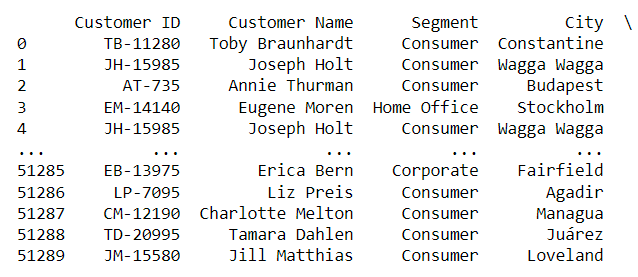 Customer ID Customer Name Segment City \
0 TB-11280 Toby Braunhardt Consumer Constantine
1 JH-15985 Joseph Holt Consumer Wagga Wagga
2 AT-735 Annie Thurman Consumer Budapest
3 EM-14140 Eugene Moren Home Office Stockholm
4 JH-15985 Joseph Holt Consumer Wagga Wagga
... ... ... ... ...
51285 EB-13975 Erica Bern Corporate Fairfield
51286 LP-7095 Liz Preis Consumer Agadir
51287 CM-12190 Charlotte Melton Consumer Managua
51288 TD-20995 Tamara Dahlen Consumer Juárez
51289 JM-15580 Jill Matthias Consumer Loveland